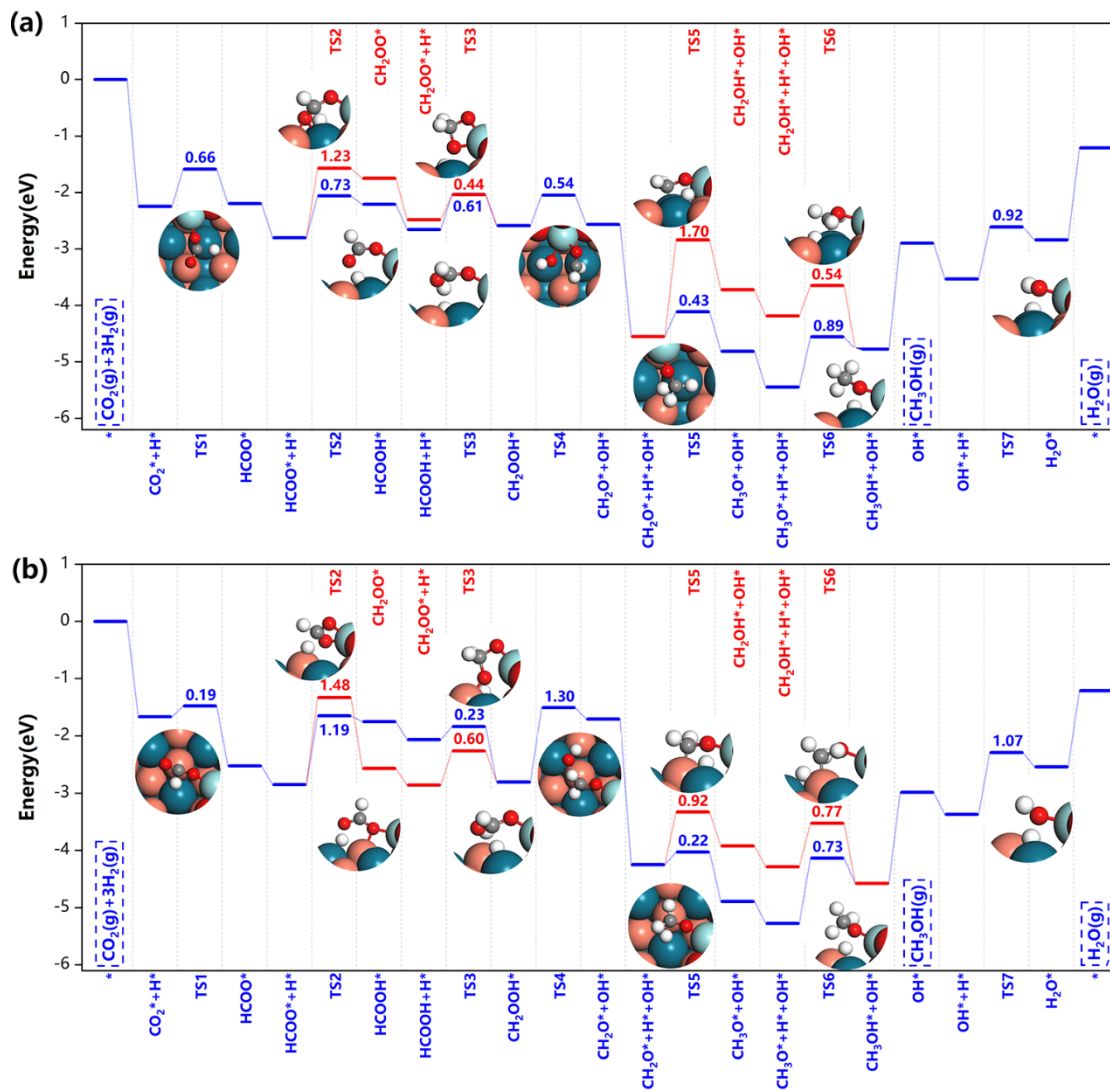 (a)
Energy(eV)
1
0
-1
-2
-3
-4
-5
-6
TS2
CH₂OO*
CH₂OO*+H*
TS3
TS5
CH₂OH*+OH*
CH₂OH*+H*+OH*
TS6
0.66
1.23
0.73
0.44
0.61
0.54
1.70
0.43
0.54
0.89
0.92
CO₂(g)+3H₂(g)
CH₃OH(g)
H₂O(g)
*
CO₂*+H*
TS1
HCOO*
HCOO*+H*
TS2
HCOOH*
HCOOH+H*
TS3
CH₂OOH*
TS4
CH₂O*+OH*
CH₂O*+H*+OH*
TS5
CH₃O*+OH*
CH₃O*+H*+OH*
TS6
CH₃OH*+OH*
OH*
OH*+H*
TS7
H₂O*
*
(b)
Energy(eV)
1
0
-1
-2
-3
-4
-5
-6
TS2
CH₂OO*
CH₂OO*+H*
TS3
TS5
CH₂OH*+OH*
CH₂OH*+H*+OH*
TS6
0.19
1.48
1.19
0.23
0.60
1.30
0.92
0.22
0.77
0.73
1.07
CO₂(g)+3H₂(g)
CH₃OH(g)
H₂O(g)
*
CO₂*+H*
TS1
HCOO*
HCOO*+H*
TS2
HCOOH*
HCOOH+H*
TS3
CH₂OOH*
TS4
CH₂O*+OH*
CH₂O*+H*+OH*
TS5
CH₃O*+OH*
CH₃O*+H*+OH*
TS6
CH₃OH*+OH*
OH*
OH*+H*
TS7
H₂O*
*